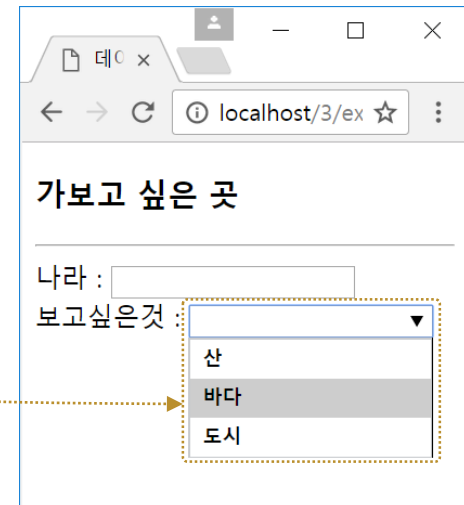 데이
localhost/3/ex
가보고 싶은 곳
나라 :
보고싶은것 :
산
바다
도시